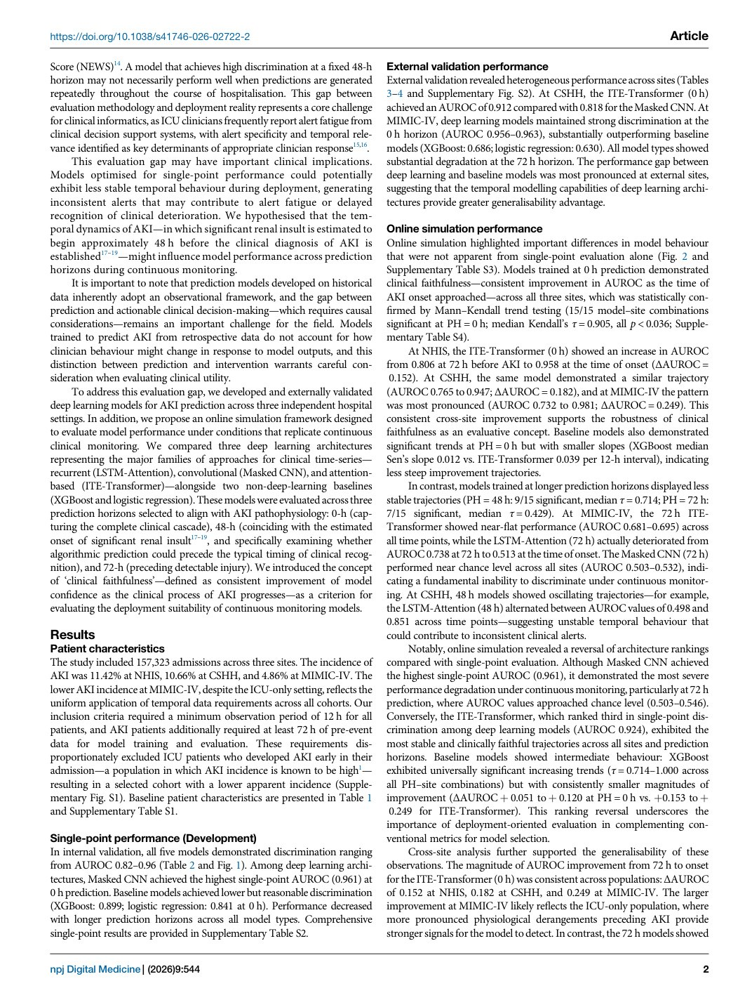 https://doi.org/10.1038/s41746-026-02722-2
Article
Score (NEWS)14. A model that achieves high discrimination at a fixed 48-h
horizon may not necessarily perform well when predictions are generated
repeatedly throughout the course of hospitalisation. This gap between
evaluation methodology and deployment reality represents a core challenge
for clinical informatics, as ICU clinicians frequently report alert fatigue from
clinical decision support systems, with alert specificity and temporal rele-
vance identified as key determinants of appropriate clinician response15,16.
This evaluation gap may have important clinical implications.
Models optimised for single-point performance could potentially
exhibit less stable temporal behaviour during deployment, generating
inconsistent alerts that may contribute to alert fatigue or delayed
recognition of clinical deterioration. We hypothesised that the tem-
poral dynamics of AKI—in which significant renal insult is estimated to
begin approximately 48 h before the clinical diagnosis of AKI is
established17–19—might influence model performance across prediction
horizons during continuous monitoring.
It is important to note that prediction models developed on historical
data inherently adopt an observational framework, and the gap between
prediction and actionable clinical decision-making—which requires causal
considerations—remains an important challenge for the field. Models
trained to predict AKI from retrospective data do not account for how
clinician behaviour might change in response to model outputs, and this
distinction between prediction and intervention warrants careful con-
sideration when evaluating clinical utility.
To address this evaluation gap, we developed and externally validated
deep learning models for AKI prediction across three independent hospital
settings. In addition, we propose an online simulation framework designed
to evaluate model performance under conditions that replicate continuous
clinical monitoring. We compared three deep learning architectures
representing the major families of approaches for clinical time-series—
recurrent (LSTM-Attention), convolutional (Masked CNN), and attention-
based (ITE-Transformer)—alongside two non-deep-learning baselines
(XGBoost and logistic regression). These models were evaluated across three
prediction horizons selected to align with AKI pathophysiology: 0-h (cap-
turing the complete clinical cascade), 48-h (coinciding with the estimated
onset of significant renal insult17–19, and specifically examining whether
algorithmic prediction could precede the typical timing of clinical recog-
nition), and 72-h (preceding detectable injury). We introduced the concept
of ‘clinical faithfulness’—defined as consistent improvement of model
confidence as the clinical process of AKI progresses—as a criterion for
evaluating the deployment suitability of continuous monitoring models.
Results
Patient characteristics
The study included 157,323 admissions across three sites. The incidence of
AKI was 11.42% at NHIS, 10.66% at CSHH, and 4.86% at MIMIC-IV. The
lower AKI incidence at MIMIC-IV, despite the ICU-only setting, reflects the
uniform application of temporal data requirements across all cohorts. Our
inclusion criteria required a minimum observation period of 12 h for all
patients, and AKI patients additionally required at least 72 h of pre-event
data for model training and evaluation. These requirements dis-
proportionately excluded ICU patients who developed AKI early in their
admission—a population in which AKI incidence is known to be high1—
resulting in a selected cohort with a lower apparent incidence (Supple-
mentary Fig. S1). Baseline patient characteristics are presented in Table 1
and Supplementary Table S1.
Single-point performance (Development)
In internal validation, all five models demonstrated discrimination ranging
from AUROC 0.82–0.96 (Table 2 and Fig. 1). Among deep learning archi-
tectures, Masked CNN achieved the highest single-point AUROC (0.961) at
0 h prediction. Baseline models achieved lower but reasonable discrimination
(XGBoost: 0.899; logistic regression: 0.841 at 0 h). Performance decreased
with longer prediction horizons across all model types. Comprehensive
single-point results are provided in Supplementary Table S2.
External validation performance
External validation revealed heterogeneous performance across sites (Tables
3–4 and Supplementary Fig. S2). At CSHH, the ITE-Transformer (0 h)
achieved an AUROC of 0.912 compared with 0.818 for the Masked CNN. At
MIMIC-IV, deep learning models maintained strong discrimination at the
0 h horizon (AUROC 0.956–0.963), substantially outperforming baseline
models (XGBoost: 0.686; logistic regression: 0.630). All model types showed
substantial degradation at the 72 h horizon. The performance gap between
deep learning and baseline models was most pronounced at external sites,
suggesting that the temporal modelling capabilities of deep learning archi-
tectures provide greater generalisability advantage.
Online simulation performance
Online simulation highlighted important differences in model behaviour
that were not apparent from single-point evaluation alone (Fig. 2 and
Supplementary Table S3). Models trained at 0 h prediction demonstrated
clinical faithfulness—consistent improvement in AUROC as the time of
AKI onset approached—across all three sites, which was statistically con-
firmed by Mann–Kendall trend testing (15/15 model–site combinations
significant at PH = 0 h; median Kendall’s τ = 0.905, all p < 0.036; Supple-
mentary Table S4).
At NHIS, the ITE-Transformer (0 h) showed an increase in AUROC
from 0.806 at 72 h before AKI to 0.958 at the time of onset (ΔAUROC =
0.152). At CSHH, the same model demonstrated a similar trajectory
(AUROC 0.765 to 0.947; ΔAUROC = 0.182), and at MIMIC-IV the pattern
was most pronounced (AUROC 0.732 to 0.981; ΔAUROC = 0.249). This
consistent cross-site improvement supports the robustness of clinical
faithfulness as an evaluative concept. Baseline models also demonstrated
significant trends at PH = 0 h but with smaller slopes (XGBoost median
Sen’s slope 0.012 vs. ITE-Transformer 0.039 per 12-h interval), indicating
less steep improvement trajectories.
In contrast, models trained at longer prediction horizons displayed less
stable trajectories (PH = 48 h: 9/15 significant, median τ = 0.714; PH = 72 h:
7/15 significant, median τ = 0.429). At MIMIC-IV, the 72 h ITE-
Transformer showed near-flat performance (AUROC 0.681–0.695) across
all time points, while the LSTM-Attention (72 h) actually deteriorated from
AUROC 0.738 at 72 h to 0.513 at the time of onset. The Masked CNN (72 h)
performed near chance level across all sites (AUROC 0.503–0.532), indi-
cating a fundamental inability to discriminate under continuous monitor-
ing. At CSHH, 48 h models showed oscillating trajectories—for example,
the LSTM-Attention (48 h) alternated between AUROC values of 0.498 and
0.851 across time points—suggesting unstable temporal behaviour that
could contribute to inconsistent clinical alerts.
Notably, online simulation revealed a reversal of architecture rankings
compared with single-point evaluation. Although Masked CNN achieved
the highest single-point AUROC (0.961), it demonstrated the most severe
performance degradation under continuous monitoring, particularly at 72 h
prediction, where AUROC values approached chance level (0.503–0.546).
Conversely, the ITE-Transformer, which ranked third in single-point dis-
crimination among deep learning models (AUROC 0.924), exhibited the
most stable and clinically faithful trajectories across all sites and prediction
horizons. Baseline models showed intermediate behaviour: XGBoost
exhibited universally significant increasing trends (τ = 0.714–1.000 across
all PH–site combinations) but with consistently smaller magnitudes of
improvement (ΔAUROC + 0.051 to + 0.120 at PH = 0 h vs. +0.153 to +
0.249 for ITE-Transformer). This ranking reversal underscores the
importance of deployment-oriented evaluation in complementing con-
ventional metrics for model selection.
Cross-site analysis further supported the generalisability of these
observations. The magnitude of AUROC improvement from 72 h to onset
for the ITE-Transformer (0 h) was consistent across populations: ΔAUROC
of 0.152 at NHIS, 0.182 at CSHH, and 0.249 at MIMIC-IV. The larger
improvement at MIMIC-IV likely reflects the ICU-only population, where
more pronounced physiological derangements preceding AKI provide
stronger signals for the model to detect. In contrast, the 72 h models showed
npj Digital Medicine | (2026)9:544
2